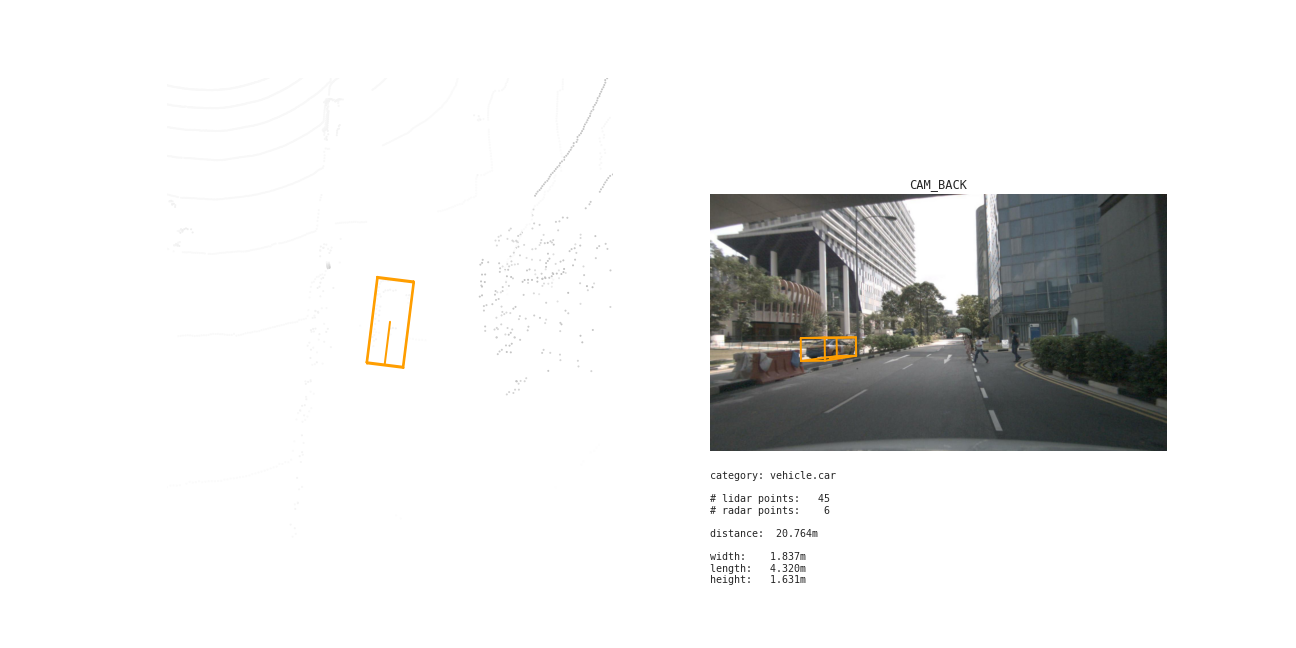 CAM_BACK
category: vehicle.car
# lidar points:   45
# radar points:    6
distance:  20.764m
width:    1.837m
length:   4.320m
height:   1.631m